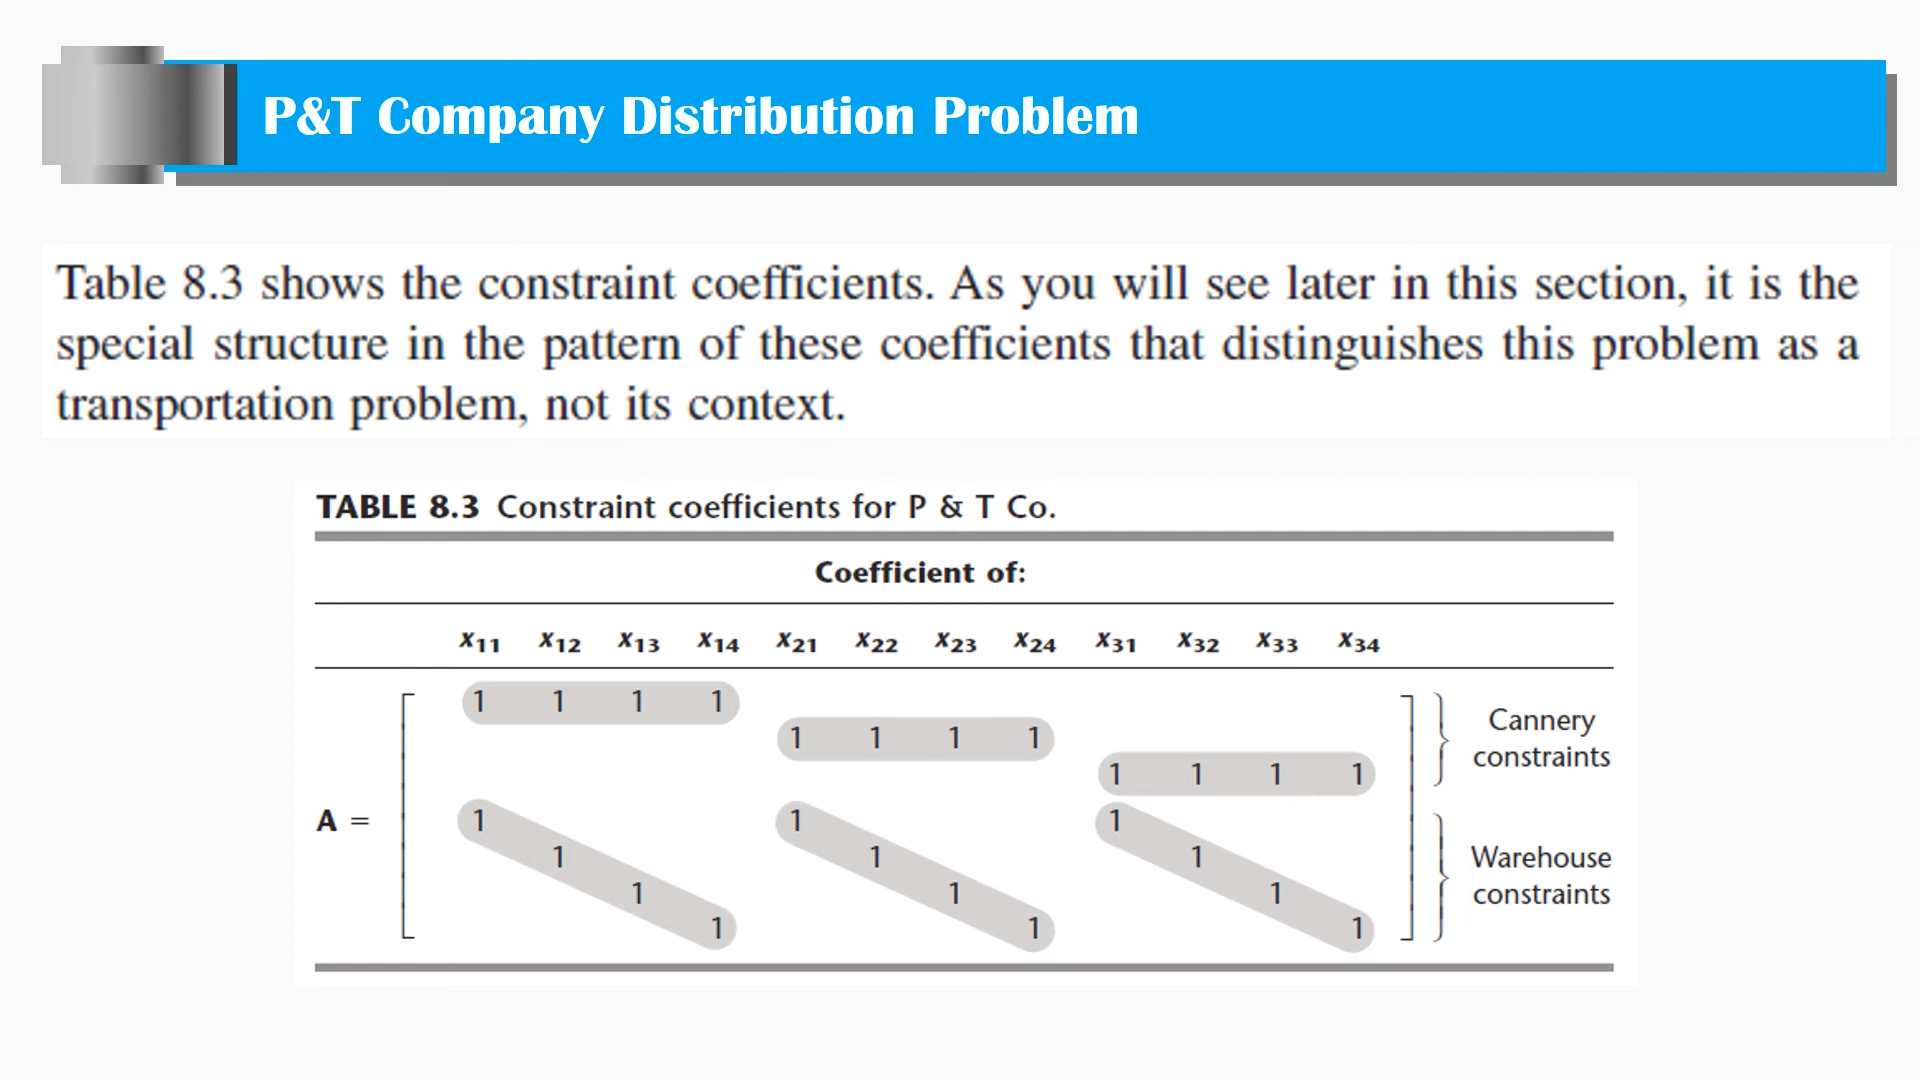 P&T Company Distribution Problem
Table 8.3 shows the constraint coefficients. As you will see later in this section, it is the
special structure in the pattern of these coefficients that distinguishes this problem as a
transportation problem, not its context.
TABLE 8.3 Constraint coefficients for P & T Co.
Coefficient of:
x11 x12 x13 x14 x21 x22 x23 x24 x31 x32 x33 x34
1 1 1 1
1 1 1 1
1 1 1 1
Cannery
constraints
A =
1 1 1
1 1 1
1 1 1
1 1 1
Warehouse
constraints